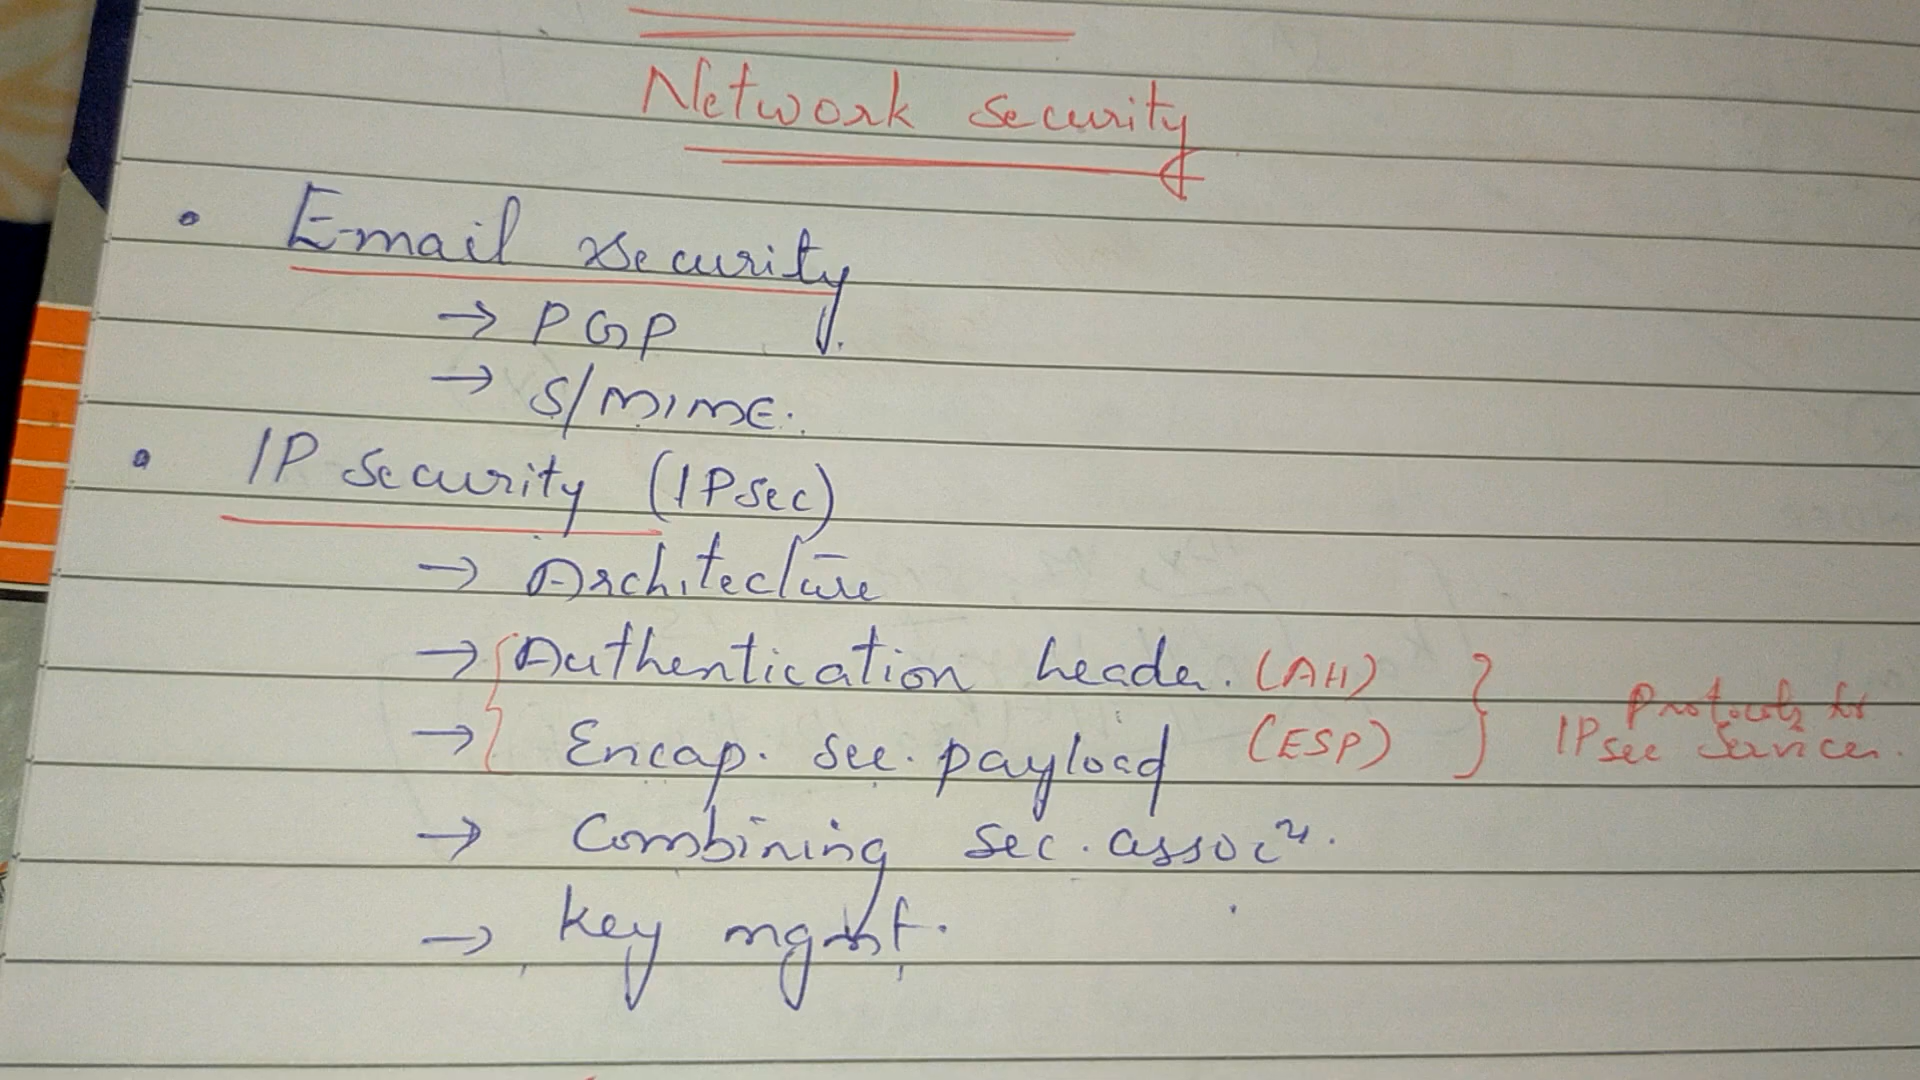 Network Security
• E-mail Security
→ PGP
→ S/MIME.
• IP Security (IPsec)
→ Architecture
→ Authentication header. (AH)
→ Encap. sec. payload (ESP) } Protocols for IPsec Services.
→ Combining Sec. assocⁿ.
→ key mgmt.